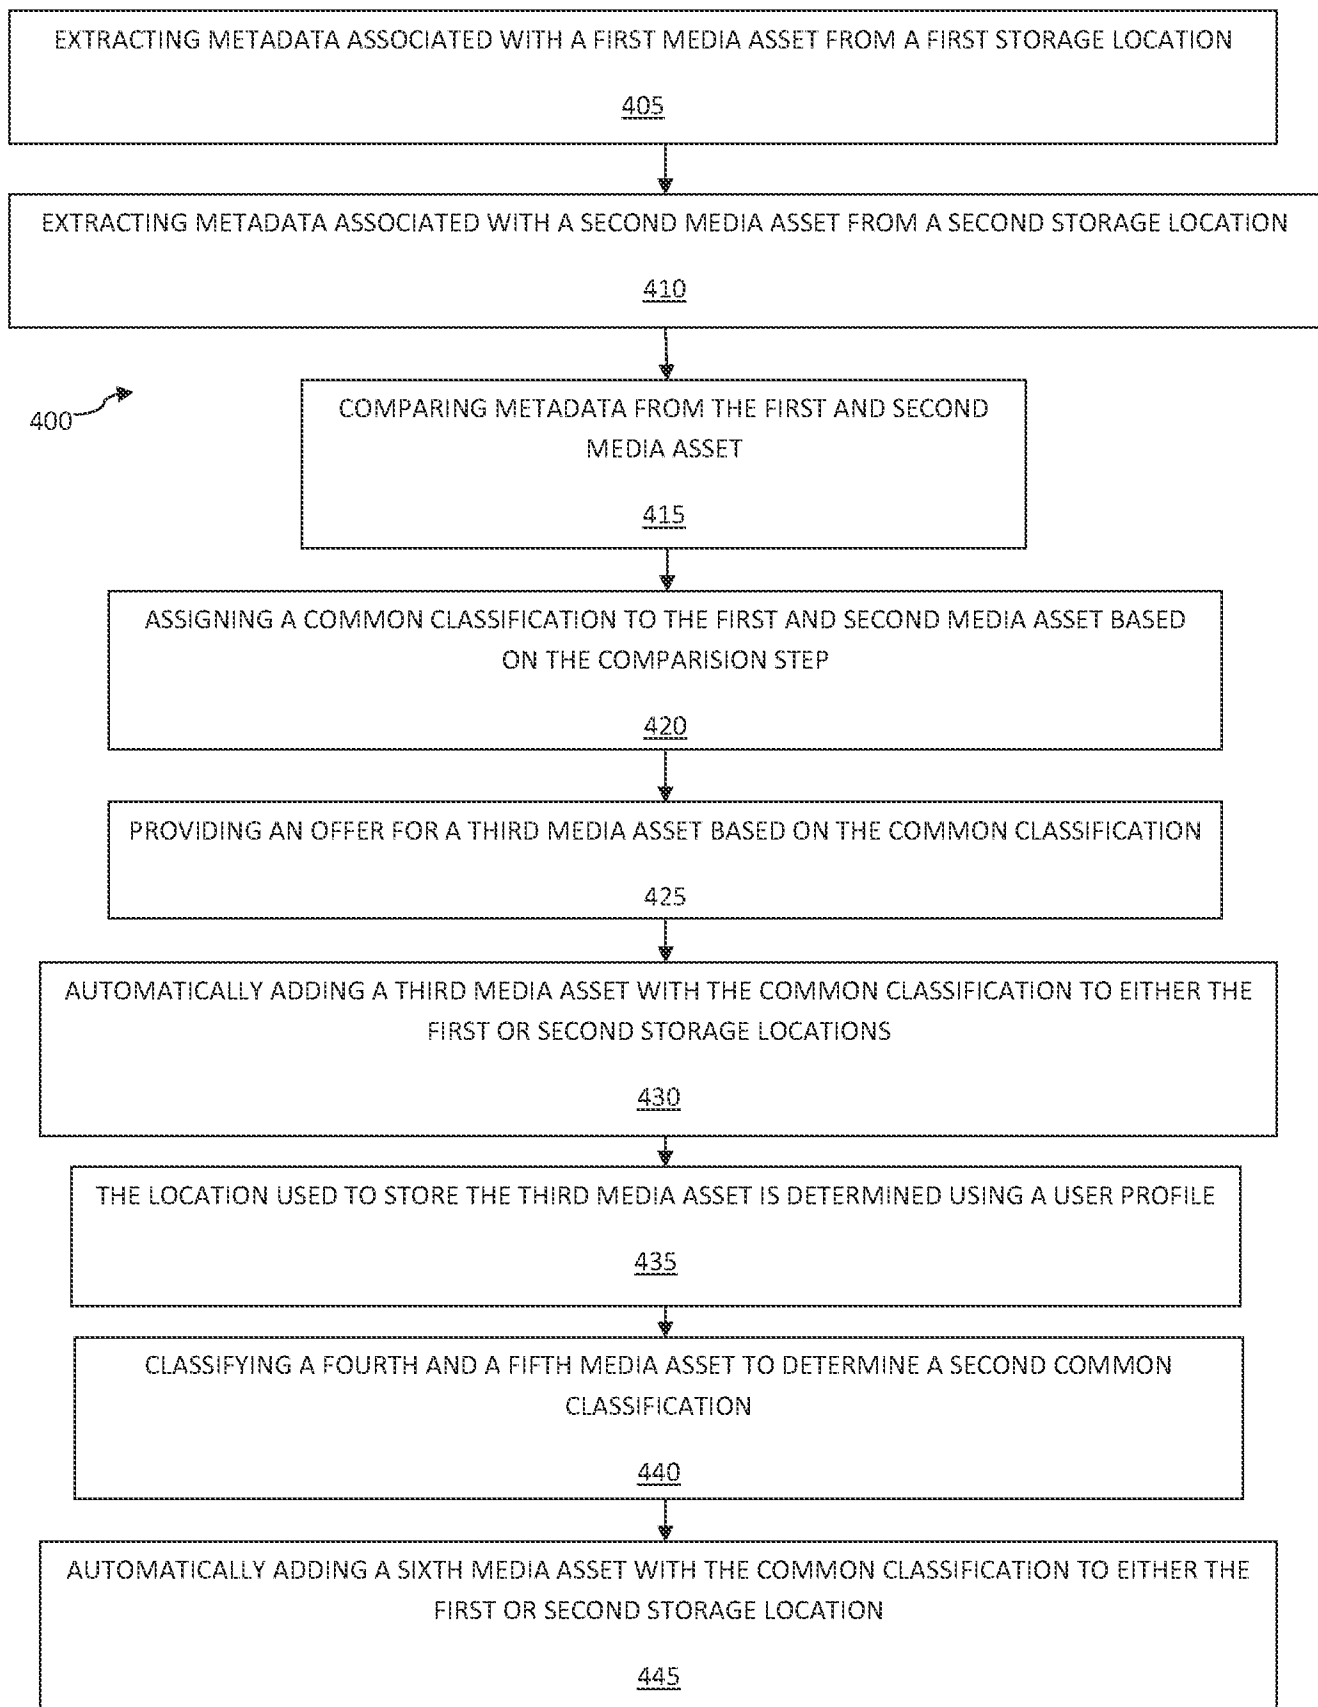 EXTRACTING METADATA ASSOCIATED WITH A FIRST MEDIA ASSET FROM A FIRST STORAGE LOCATION
405
EXTRACTING METADATA ASSOCIATED WITH A SECOND MEDIA ASSET FROM A SECOND STORAGE LOCATION
410
400
COMPARING METADATA FROM THE FIRST AND SECOND
MEDIA ASSET
415
ASSIGNING A COMMON CLASSIFICATION TO THE FIRST AND SECOND MEDIA ASSET BASED
ON THE COMPARISION STEP
420
PROVIDING AN OFFER FOR A THIRD MEDIA ASSET BASED ON THE COMMON CLASSIFICATION
425
AUTOMATICALLY ADDING A THIRD MEDIA ASSET WITH THE COMMON CLASSIFICATION TO EITHER THE
FIRST OR SECOND STORAGE LOCATIONS
430
THE LOCATION USED TO STORE THE THIRD MEDIA ASSET IS DETERMINED USING A USER PROFILE
435
CLASSIFYING A FOURTH AND A FIFTH MEDIA ASSET TO DETERMINE A SECOND COMMON
CLASSIFICATION
440
AUTOMATICALLY ADDING A SIXTH MEDIA ASSET WITH THE COMMON CLASSIFICATION TO EITHER THE
FIRST OR SECOND STORAGE LOCATION
445